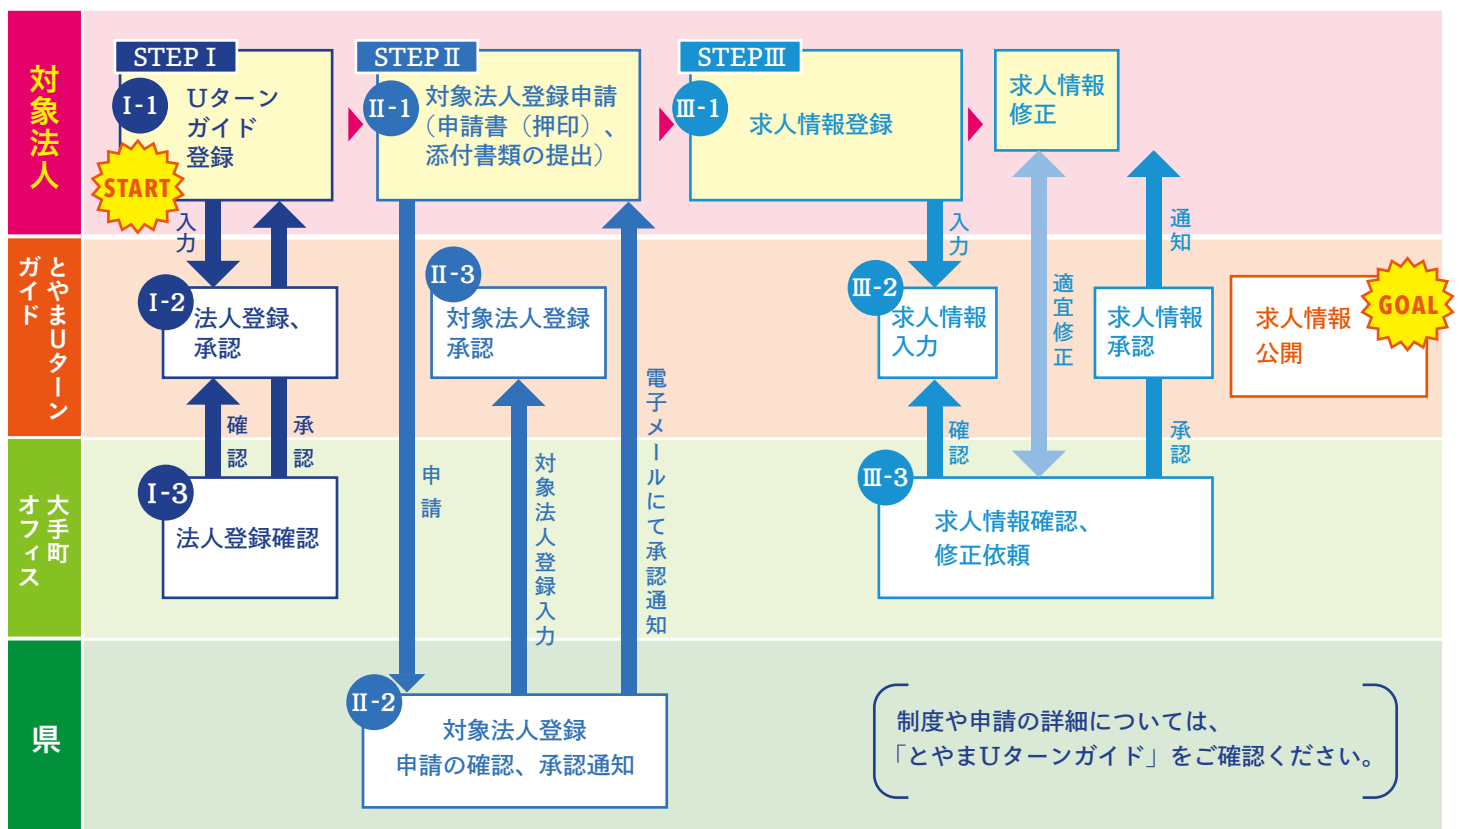 対象法人
STEP Ⅰ
Ⅰ-1
Uターン
ガイド
登録
START
STEP Ⅱ
Ⅱ-1
対象法人登録申請
（申請書（押印）、
添付書類の提出）
STEP Ⅲ
Ⅲ-1
求人情報登録
求人情報
修正
とやまUターン
ガイド
入力
Ⅰ-2
法人登録、
承認
確認
承認
Ⅱ-3
対象法人登録
承認
入力
Ⅲ-2
求人情報
入力
確認
適宜修正
通知
求人情報
承認
承認
求人情報
公開
GOAL
大手町
オフィス
Ⅰ-3
法人登録確認
申請
対象法人登録入力
電子メールにて承認通知
Ⅲ-3
求人情報確認、
修正依頼
県
Ⅱ-2
対象法人登録
申請の確認、承認通知
制度や申請の詳細については、
「とやまUターンガイド」をご確認ください。